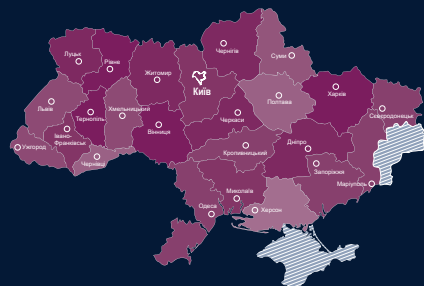 Чернігів
Луцьк
Рівне
Суми
Житомир
Київ
Харків
Полтава
Львів
Хмельницький
Тернопіль
Черкаси
Сєвєродонецьк
Вінниця
Івано-
Франківськ
Ужгород
Чернівці
Кропивницький
Дніпро
Запоріжжя
Маріуполь
Миколаїв
Одеса
Херсон